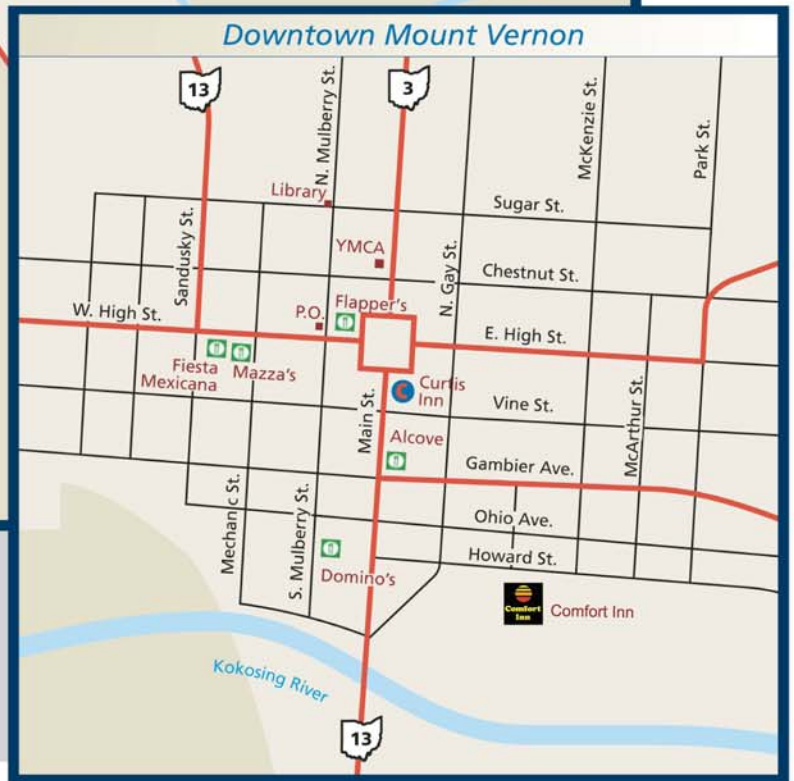 Downtown Mount Vernon
13
3
N. Mulberry St.
McKenzie St.
Park St.
Library
Sugar St.
Sandusky St.
YMCA
N. Gay St.
Chestnut St.
W. High St.
P.O.
Flapper's
E. High St.
Fiesta
Mexicana
Mazza's
Curtis
Inn
C
Main St.
Vine St.
McArthur St.
Alcove
Gambier Ave.
Mechanic St.
S. Mulberry St.
Ohio Ave.
Howard St.
Domino's
Comfort
Inn
Comfort Inn
Kokosing River
13